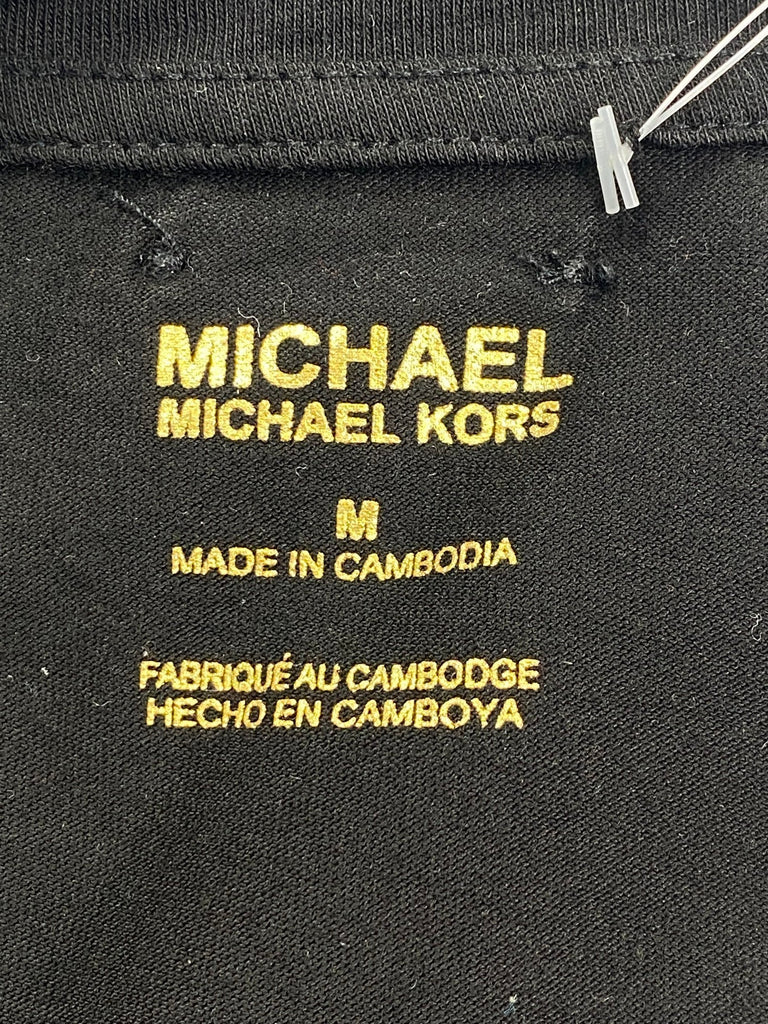 MICHAEL
MICHAEL KORS
M
MADE IN CAMBODIA
FABRIQUÉ AU CAMBODGE
HECHO EN CAMBOYA